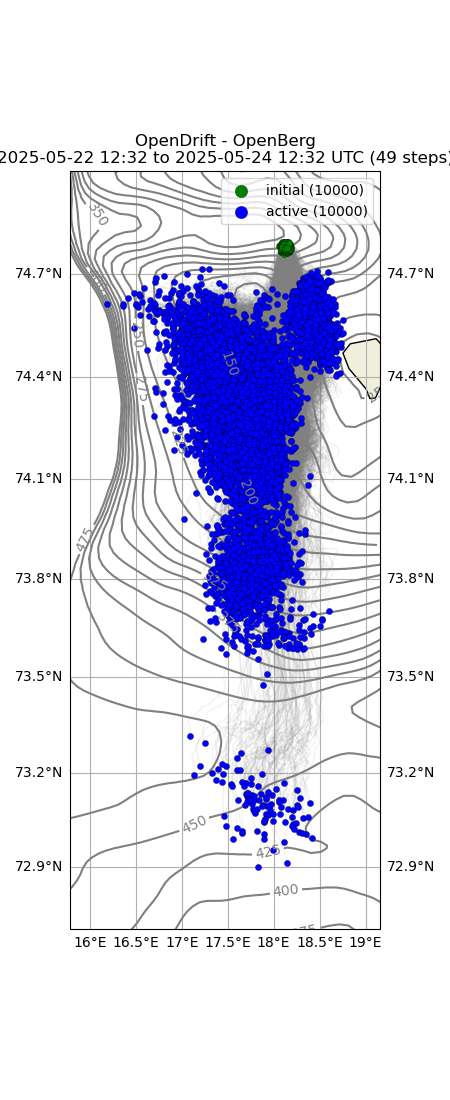 OpenDrift - OpenBerg
2025-05-22 12:32 to 2025-05-24 12:32 UTC (49 steps)
initial (10000)
active (10000)
350
74.7°N 74.7°N
150
275
74.4°N 74.4°N
74.1°N 74.1°N
200
475
73.8°N 73.8°N
73.5°N 73.5°N
73.2°N 73.2°N
450
425
72.9°N 72.9°N
400
16°E 16.5°E 17°E 17.5°E 18°E 18.5°E 19°E